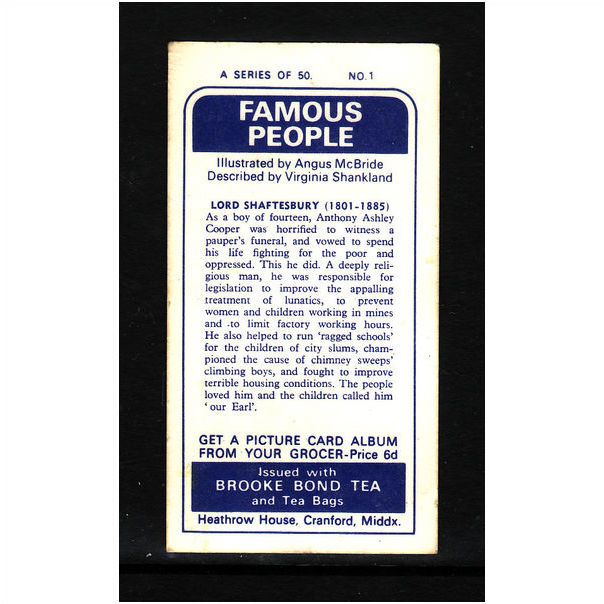 A SERIES OF 50. NO.1
FAMOUS
PEOPLE
Illustrated by Angus McBride
Described by Virginia Shankland
LORD SHAFTESBURY (1801-1885)
As a boy of fourteen, Anthony Ashley
Cooper was horrified to witness a
pauper's funeral, and vowed to spend
his life fighting for the poor and
oppressed. This he did. A deeply reli-
gious man, he was responsible for
legislation to improve the appalling
treatment of lunatics, to prevent
women and children working in mines
and .to limit factory working hours.
He also helped to run 'ragged schools'
for the children of city slums, cham-
pioned the cause of chimney sweeps'
climbing boys, and fought to improve
terrible housing conditions. The people
loved him and the children called him
'our Earl'.
GET A PICTURE CARD ALBUM
FROM YOUR GROCER-Price 6d
Issued with
BROOKE BOND TEA
and Tea Bags
Heathrow House, Cranford, Middx.